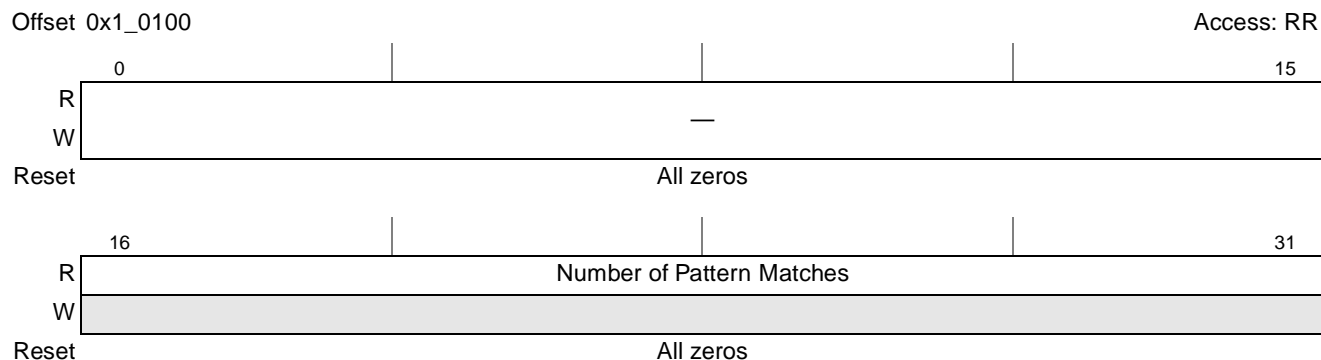 Offset 0x1_0100 Access: RR
0 15
R
—
W
Reset All zeros
16 31
R Number of Pattern Matches
W
Reset All zeros